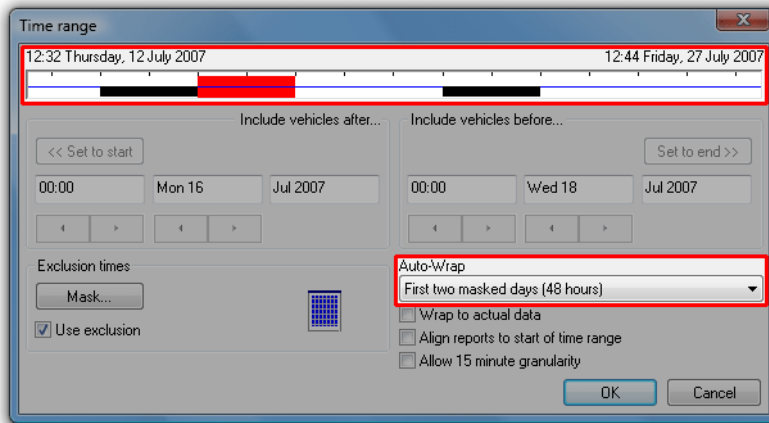 Time range
12:32 Thursday, 12 July 2007 12:44 Friday, 27 July 2007
Include vehicles after... Include vehicles before...
<< Set to start Set to end >>
00:00 Mon 16 Jul 2007 00:00 Wed 18 Jul 2007
Exclusion times Auto-Wrap
Mask... First two masked days (48 hours)
Use exclusion Wrap to actual data
Align reports to start of time range
Allow 15 minute granularity
OK Cancel